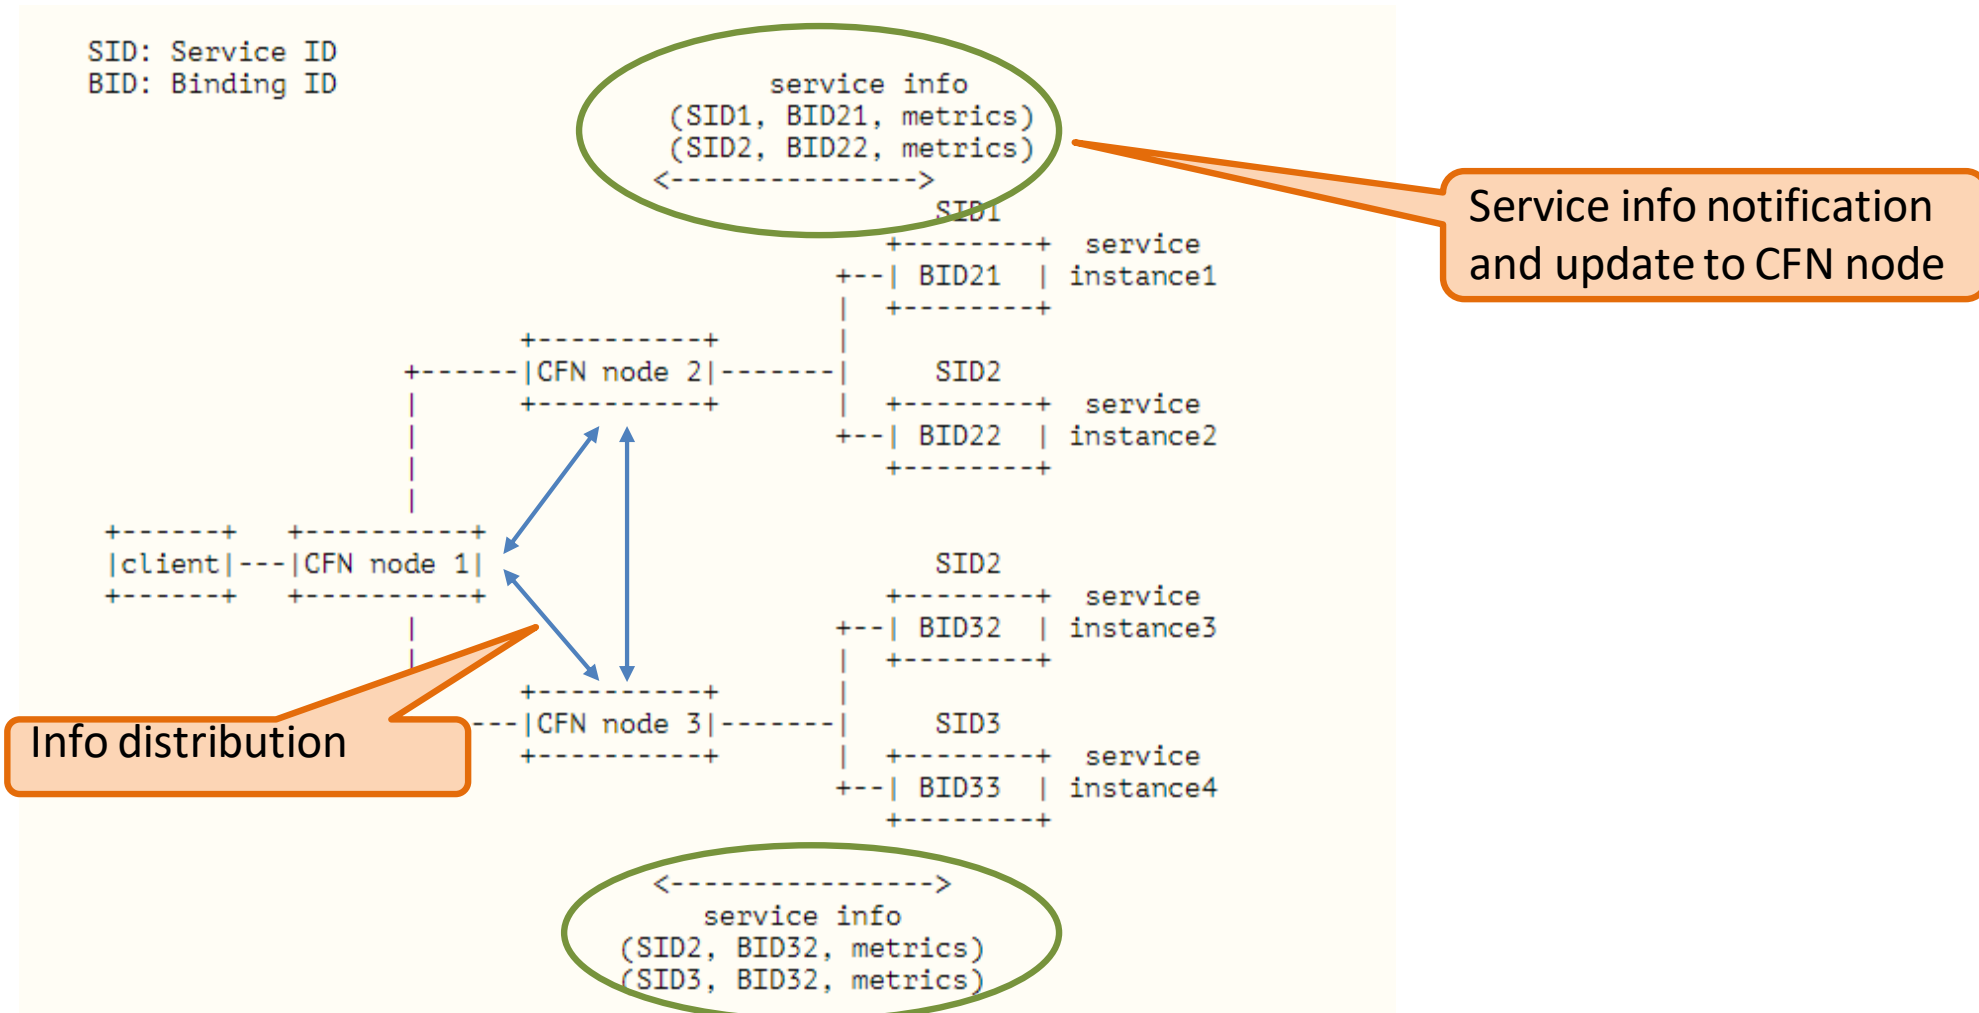 SID: Service ID
BID: Binding ID
service info
(SID1, BID21, metrics)
(SID2, BID22, metrics)
<--------------->
SID1
+--------+ service
+--| BID21 | instance1
| +--------+
+----------+ |
+------|CFN node 2|-------| SID2
| +----------+ | +--------+ service
| +--| BID22 | instance2
| +--------+
|
+------+ +----------+
|client|---|CFN node 1| SID2
+------+ +----------+ +--------+ service
| +--| BID32 | instance3
| | +--------+
+----------+ |
---|CFN node 3|-------| SID3
+----------+ | +--------+ service
+--| BID33 | instance4
+--------+
<---------------->
service info
(SID2, BID32, metrics)
(SID3, BID32, metrics)
Service info notification
and update to CFN node
Info distribution